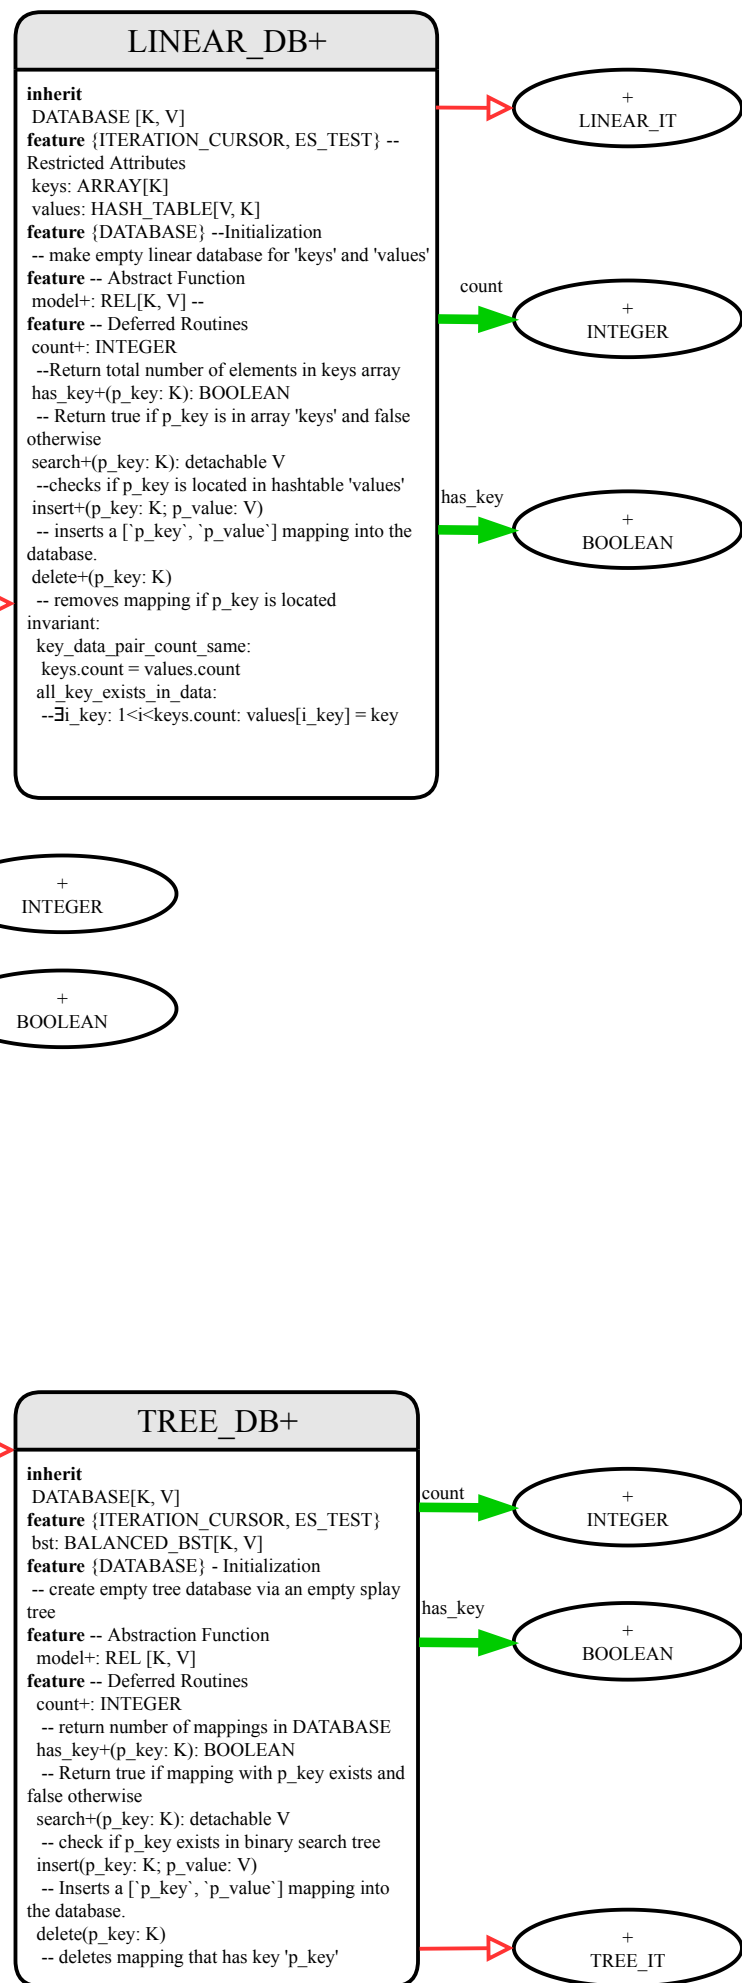 LINEAR_DB+
inherit
DATABASE [K, V]
feature {ITERATION_CURSOR, ES_TEST} --
Restricted Attributes
keys: ARRAY[K]
values: HASH_TABLE[V, K]
feature {DATABASE} --Initialization
-- make empty linear database for 'keys' and 'values'
feature -- Abstract Function
model+: REL[K, V] --
feature -- Deferred Routines
count+: INTEGER
--Return total number of elements in keys array
has_key+(p_key: K): BOOLEAN
-- Return true if p_key is in array 'keys' and false
otherwise
search+(p_key: K): detachable V
--checks if p_key is located in hashtable 'values'
insert+(p_key: K; p_value: V)
-- inserts a [`p_key`, `p_value`] mapping into the
database.
delete+(p_key: K)
-- removes mapping if p_key is located
invariant:
key_data_pair_count_same:
keys.count = values.count
all_key_exists_in_data:
--∃i_key: 1<i<keys.count: values[i_key] = key
+
LINEAR_IT
count
+
INTEGER
has_key
+
BOOLEAN
+
INTEGER
+
BOOLEAN
TREE_DB+
inherit
DATABASE[K, V]
feature {ITERATION_CURSOR, ES_TEST}
bst: BALANCED_BST[K, V]
feature {DATABASE} - Initialization
-- create empty tree database via an empty splay
tree
feature -- Abstraction Function
model+: REL [K, V]
feature -- Deferred Routines
count+: INTEGER
-- return number of mappings in DATABASE
has_key+(p_key: K): BOOLEAN
-- Return true if mapping with p_key exists and
false otherwise
search+(p_key: K): detachable V
-- check if p_key exists in binary search tree
insert(p_key: K; p_value: V)
-- Inserts a [`p_key`, `p_value`] mapping into
the database.
delete(p_key: K)
-- deletes mapping that has key 'p_key'
count
+
INTEGER
has_key
+
BOOLEAN
+
TREE_IT